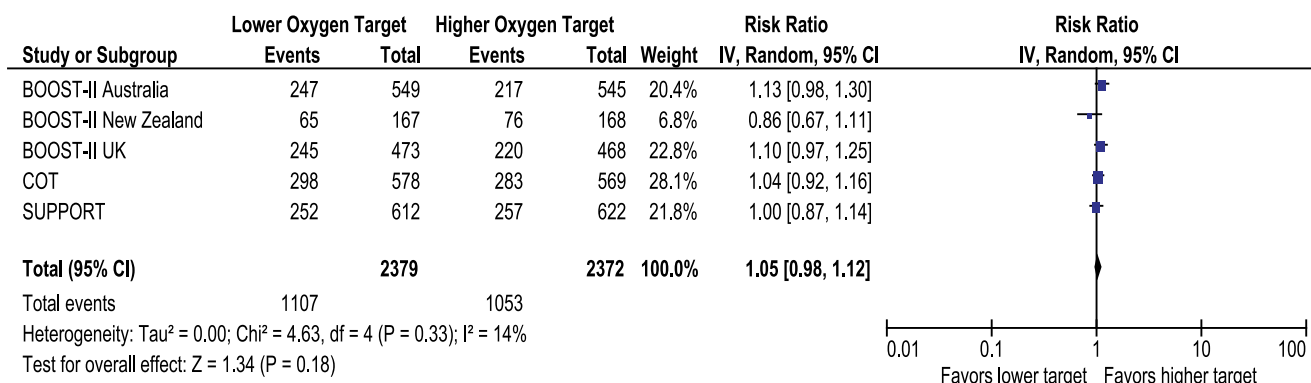 Lower Oxygen Target Higher Oxygen Target Risk Ratio Risk Ratio
Study or Subgroup Events Total Events Total Weight IV, Random, 95% CI IV, Random, 95% CI
BOOST-II Australia 247 549 217 545 20.4% 1.13 [0.98, 1.30]
BOOST-II New Zealand 65 167 76 168 6.8% 0.86 [0.67, 1.11]
BOOST-II UK 245 473 220 468 22.8% 1.10 [0.97, 1.25]
COT 298 578 283 569 28.1% 1.04 [0.92, 1.16]
SUPPORT 252 612 257 622 21.8% 1.00 [0.87, 1.14]
Total (95% CI) 2379 2372 100.0% 1.05 [0.98, 1.12]
Total events 1107 1053
Heterogeneity: Tau² = 0.00; Chi² = 4.63, df = 4 (P = 0.33); I² = 14%
Test for overall effect: Z = 1.34 (P = 0.18)
0.01 0.1 1 10 100
Favors lower target Favors higher target